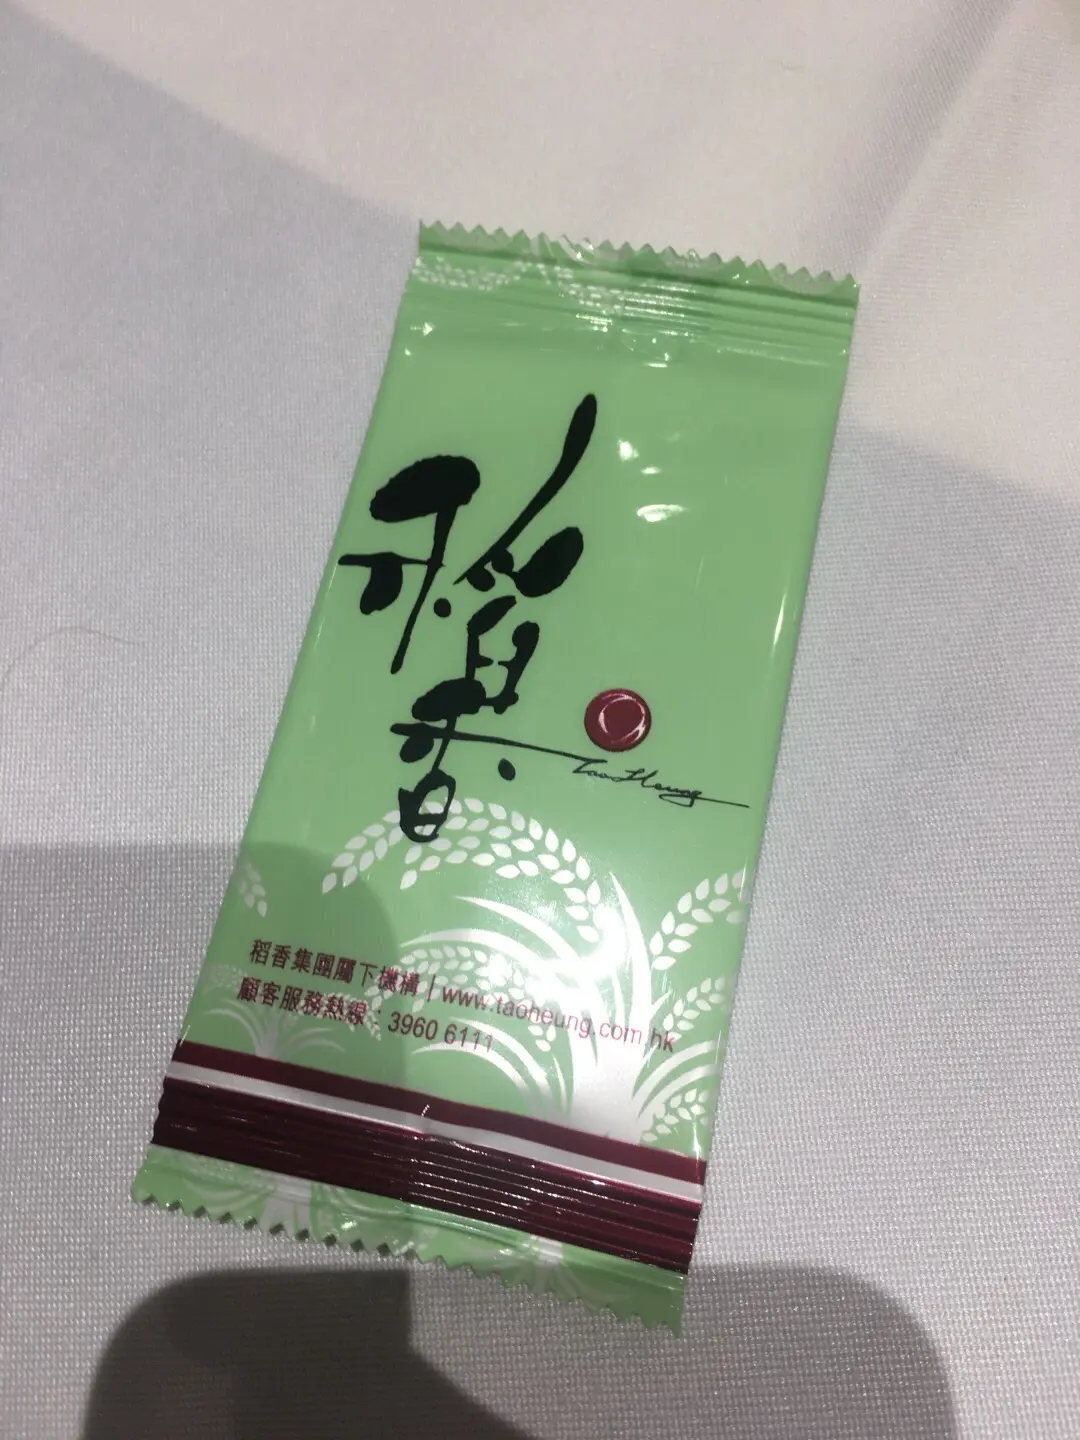 稻香
Tao Heung
稻香集團屬下機構 | www.taoheung.com.hk
顧客服務熱線：3960 6111